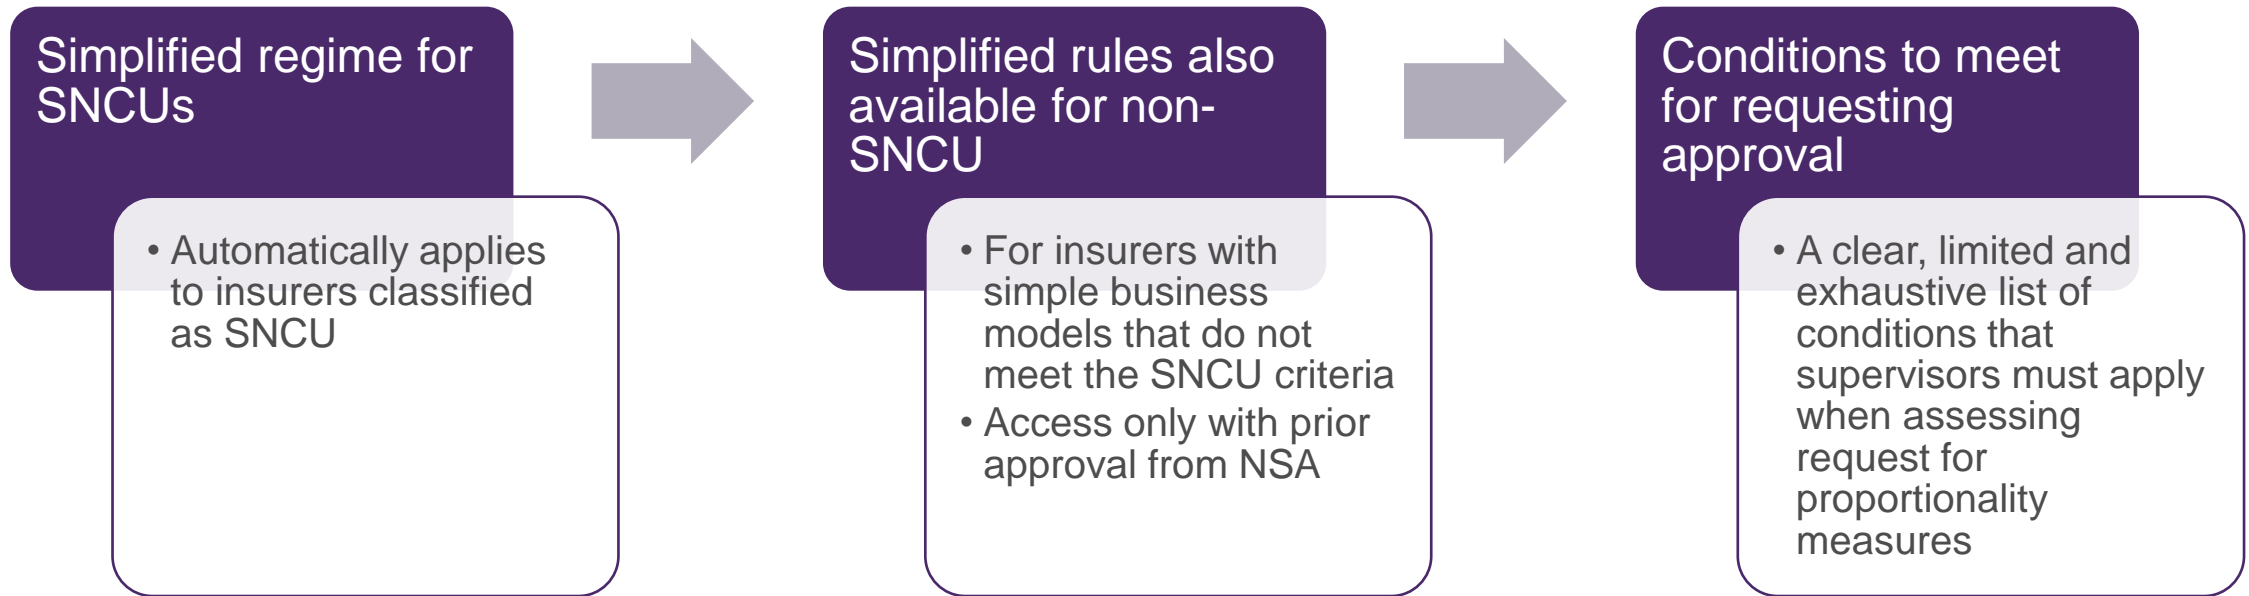 Simplified regime for
SNCUs
• Automatically applies
to insurers classified
as SNCU
Simplified rules also
available for non-
SNCU
• For insurers with
simple business
models that do not
meet the SNCU criteria
• Access only with prior
approval from NSA
Conditions to meet
for requesting
approval
• A clear, limited and
exhaustive list of
conditions that
supervisors must apply
when assessing
request for
proportionality
measures